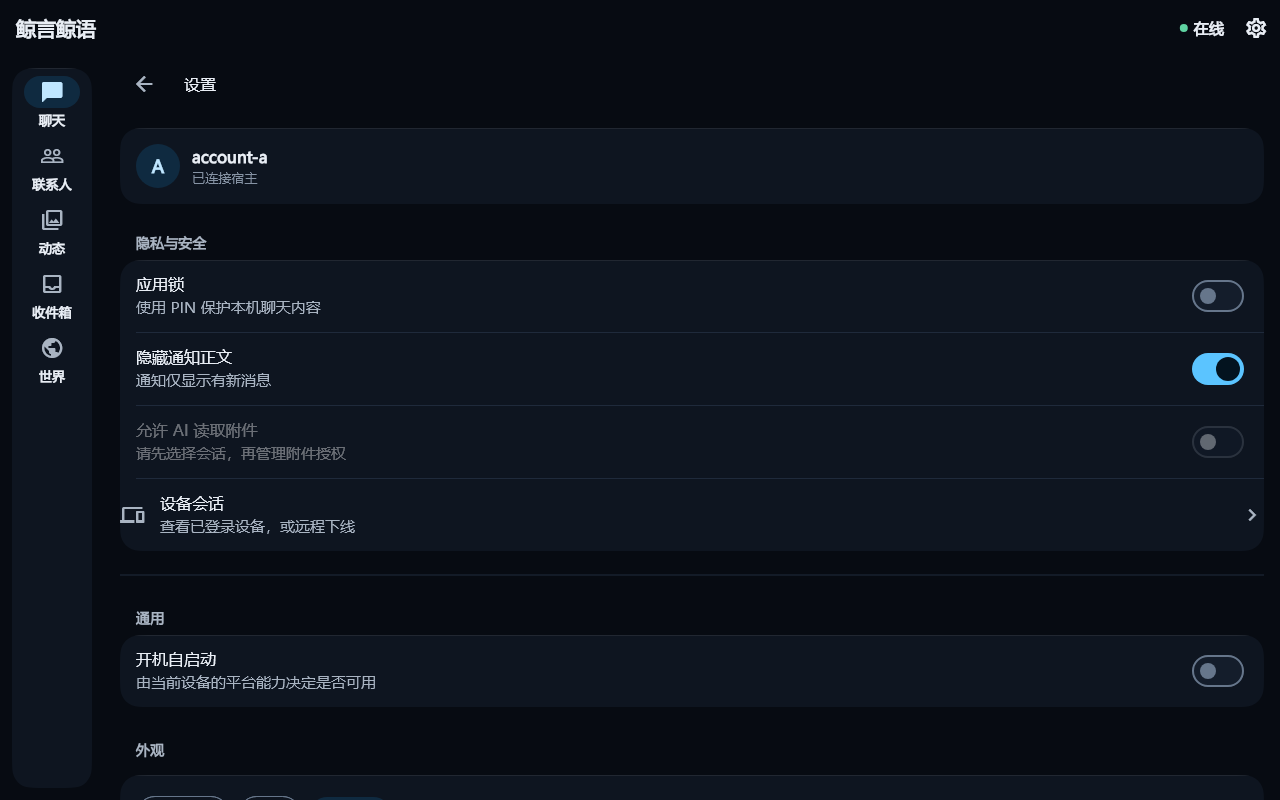 鲸言鲸语
在线
聊天
联系人
动态
收件箱
世界
设置
A
account-a
已连接宿主
隐私与安全
应用锁
使用 PIN 保护本机聊天内容
隐藏通知正文
通知仅显示有新消息
允许 AI 读取附件
请先选择会话，再管理附件授权
设备会话
查看已登录设备，或远程下线
通用
开机自启动
由当前设备的平台能力决定是否可用
外观